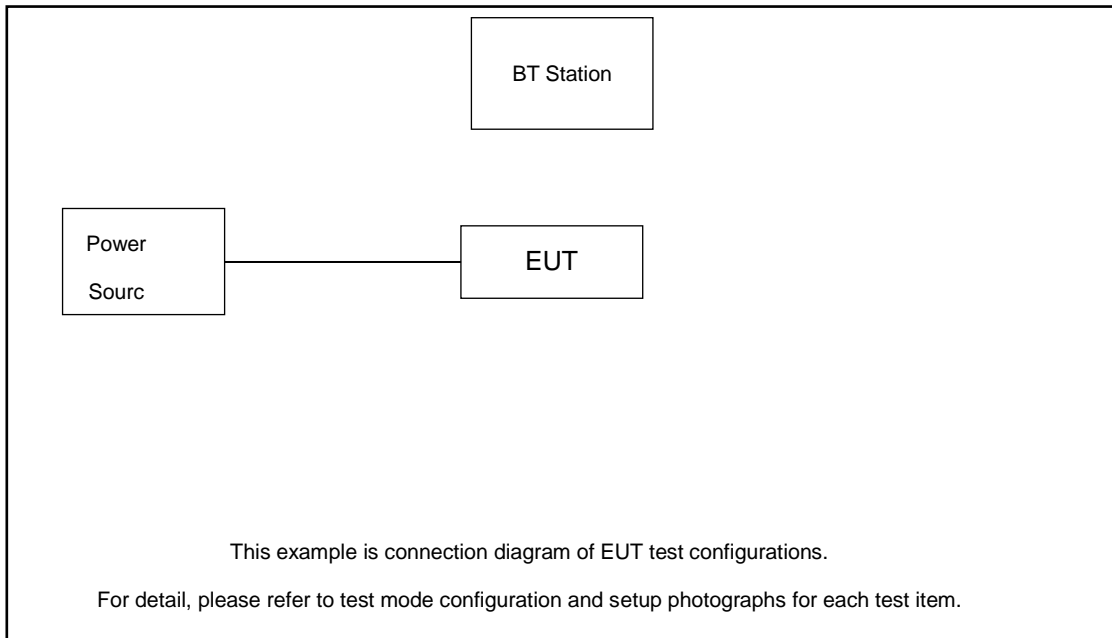 BT Station
Power
Sourc
EUT
This example is connection diagram of EUT test configurations.
For detail, please refer to test mode configuration and setup photographs for each test item.